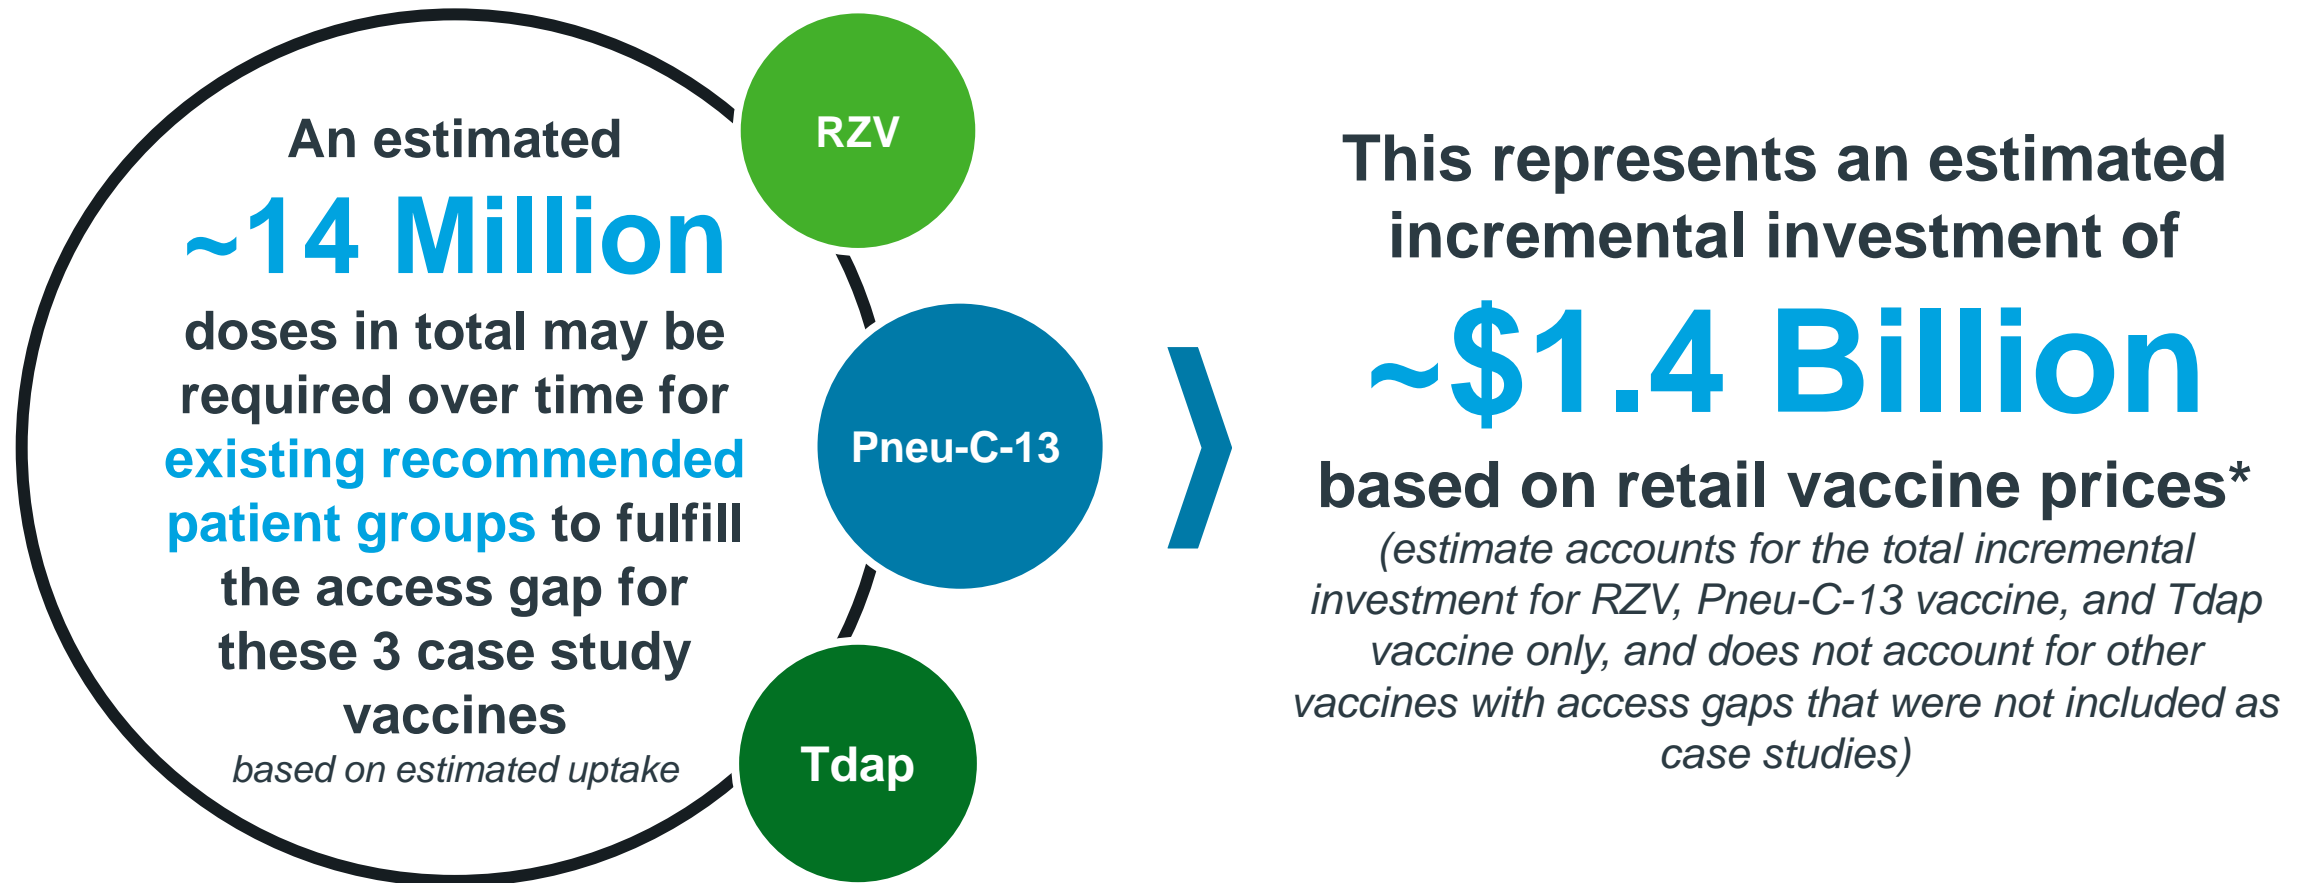 An estimated
~14 Million
doses in total may be
required over time for
existing recommended
patient groups to fulfill
the access gap for
these 3 case study
vaccines
based on estimated uptake
RZV
Pneu-C-13
Tdap
This represents an estimated
incremental investment of
~$1.4 Billion
based on retail vaccine prices*
(estimate accounts for the total incremental
investment for RZV, Pneu-C-13 vaccine, and Tdap
vaccine only, and does not account for other
vaccines with access gaps that were not included as
case studies)